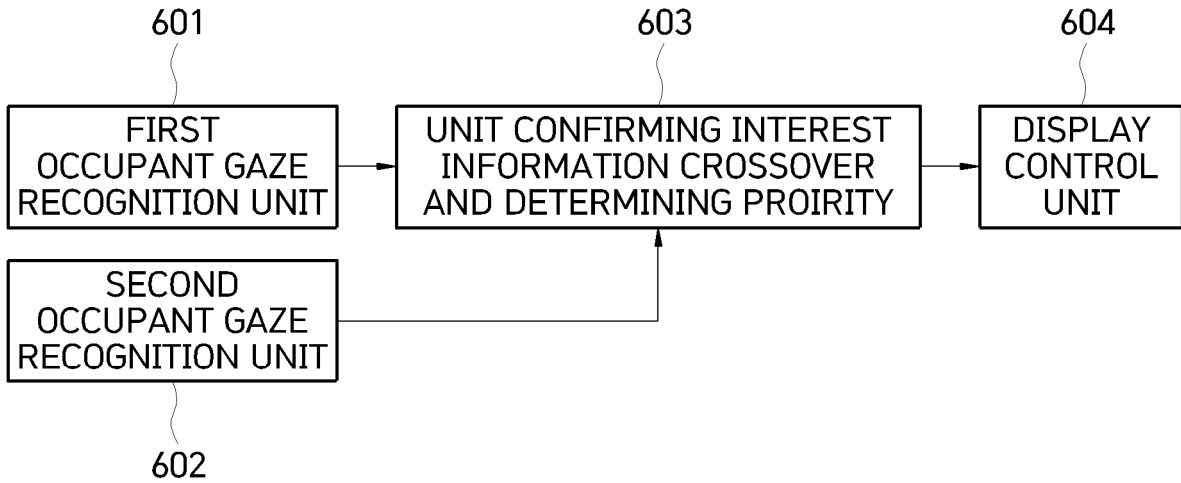 601
603
604
FIRST
OCCUPANT GAZE
RECOGNITION UNIT
UNIT CONFIRMING INTEREST
INFORMATION CROSSOVER
AND DETERMINING PROIRITY
DISPLAY
CONTROL
UNIT
SECOND
OCCUPANT GAZE
RECOGNITION UNIT
602